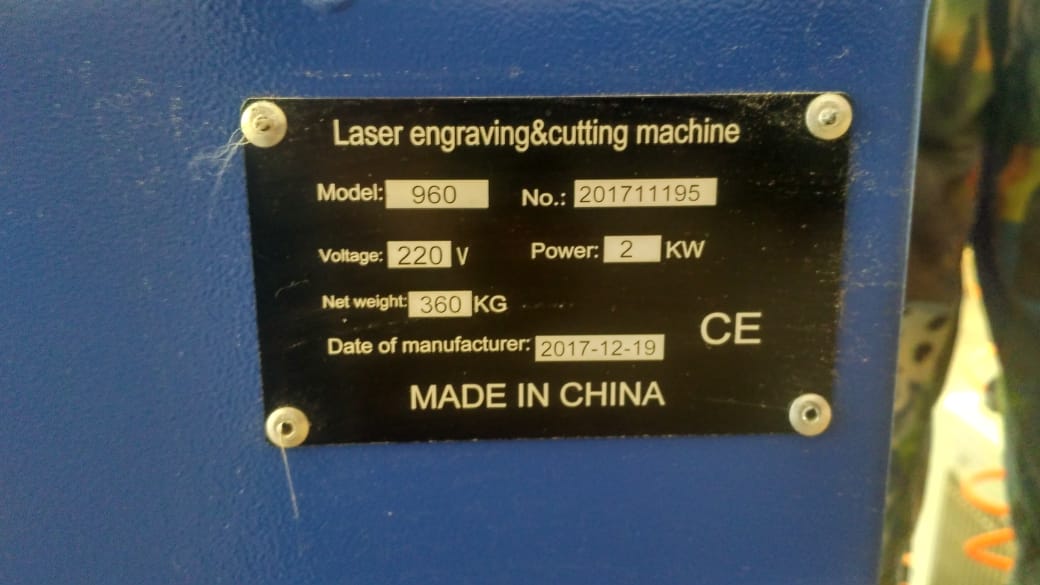 Laser engraving&cutting machine
Model: 960 No.: 201711195
Voltage: 220 V Power: 2 KW
Net weight: 360 KG
Date of manufacturer: 2017-12-19
CE
MADE IN CHINA